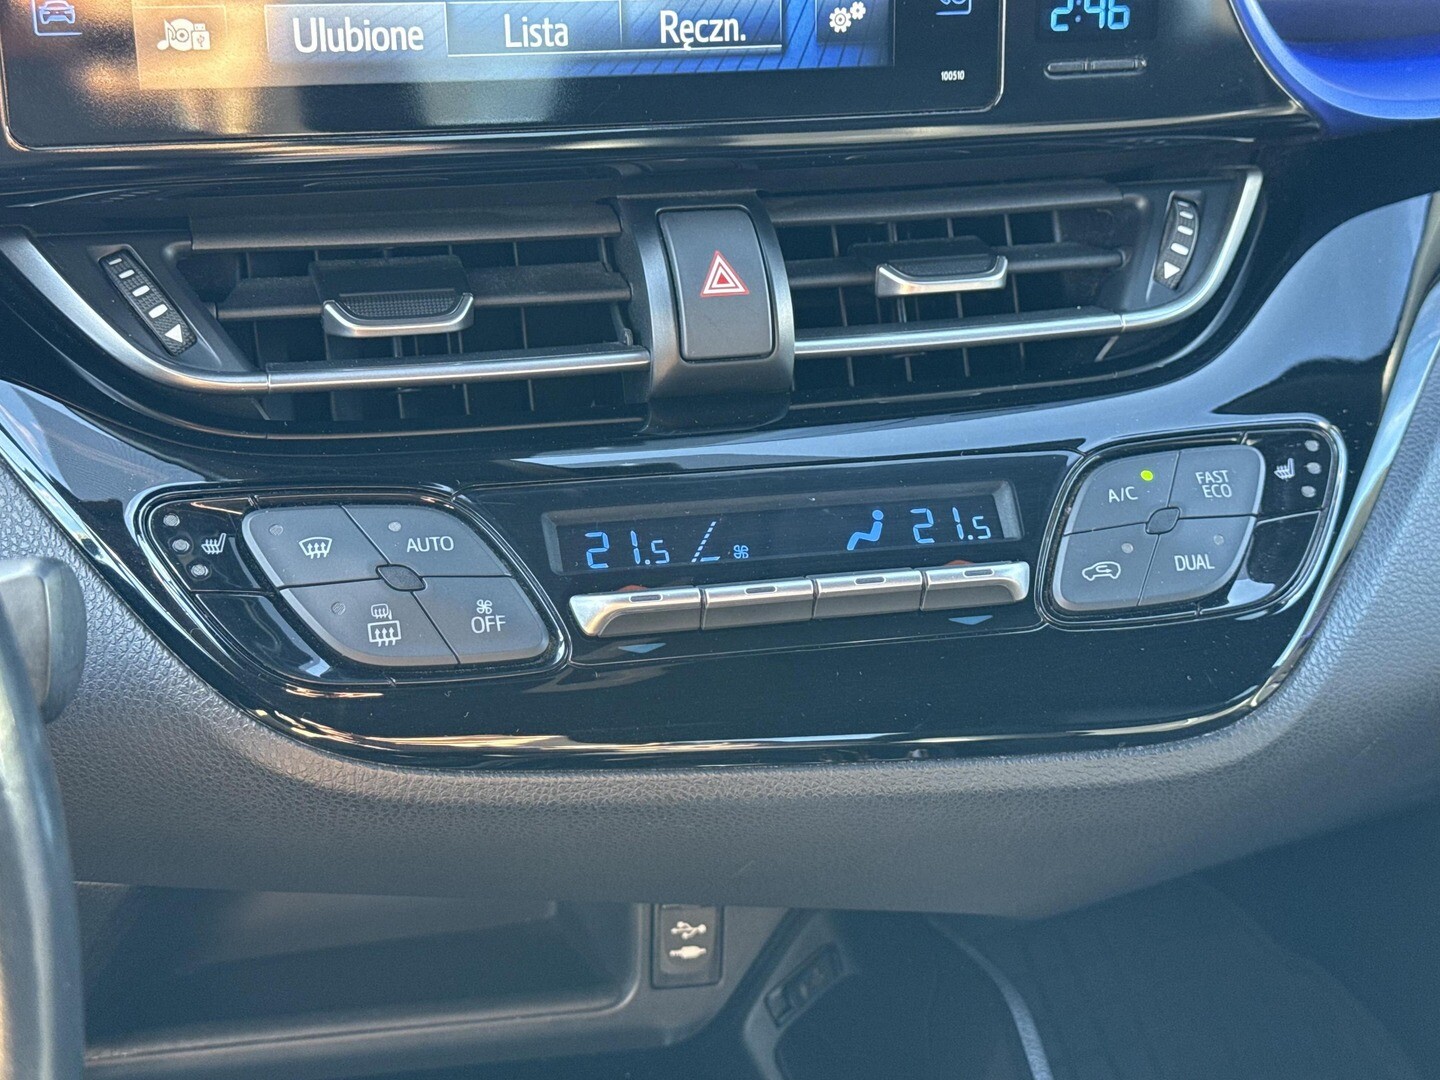 Ulubione
Lista
Ręczn.
2:46
100510
A/C
FAST
ECO
AUTO
21.5
21.5
DUAL
OFF